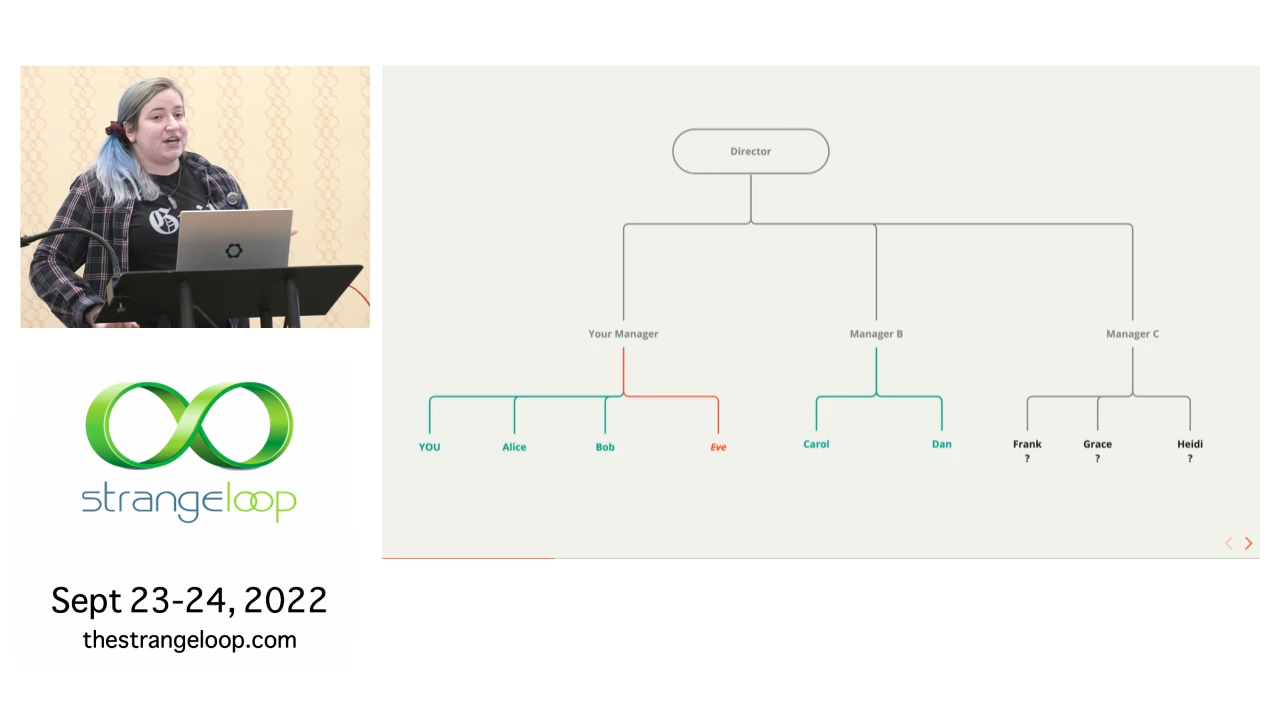 Director
Your Manager
Manager B
Manager C
YOU
Alice
Bob
Eve
Carol
Dan
Frank
?
Grace
?
Heidi
?
strangeloop
Sept 23-24, 2022
thestrangeloop.com